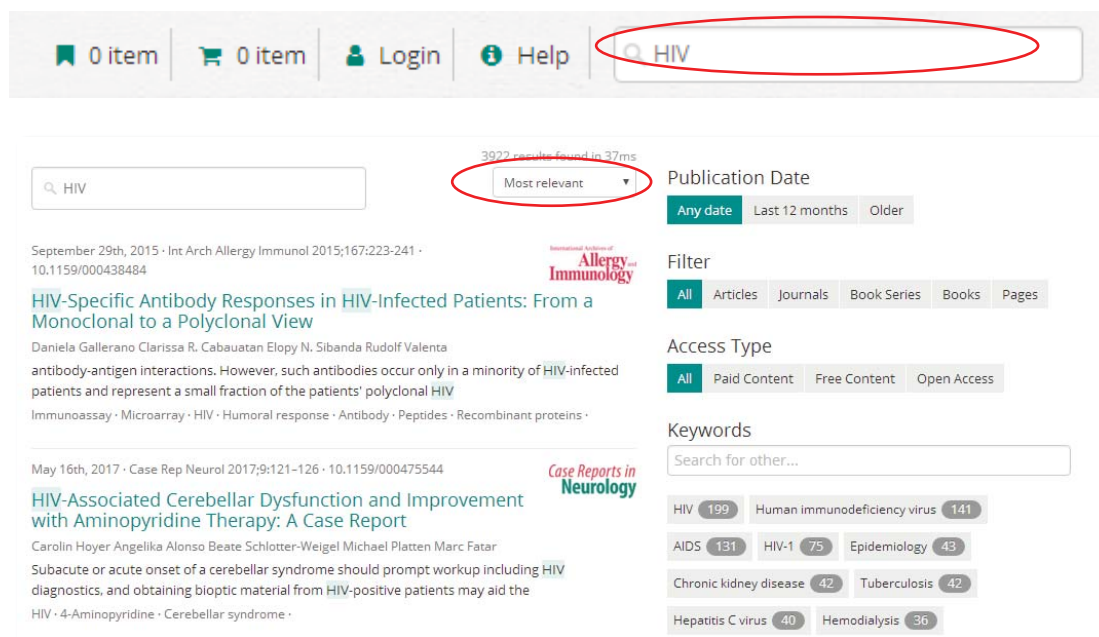 0 item
0 item
Login
Help
HIV
3922 results found in 37ms
HIV
Most relevant
September 29th, 2015 · Int Arch Allergy Immunol 2015;167:223-241 ·
10.1159/000438484
International Archives of
Allergy and
Immunology
HIV-Specific Antibody Responses in HIV-Infected Patients: From a
Monoclonal to a Polyclonal View
Daniela Gallerano Clarissa R. Cabauatan Elopy N. Sibanda Rudolf Valenta
antibody-antigen interactions. However, such antibodies occur only in a minority of HIV-infected
patients and represent a small fraction of the patients' polyclonal HIV
Immunoassay · Microarray · HIV · Humoral response · Antibody · Peptides · Recombinant proteins ·
May 16th, 2017 · Case Rep Neurol 2017;9:121–126 · 10.1159/000475544
Case Reports in
Neurology
HIV-Associated Cerebellar Dysfunction and Improvement
with Aminopyridine Therapy: A Case Report
Carolin Hoyer Angelika Alonso Beate Schlotter-Weigel Michael Platten Marc Fatar
Subacute or acute onset of a cerebellar syndrome should prompt workup including HIV
diagnostics, and obtaining bioptic material from HIV-positive patients may aid the
HIV · 4-Aminopyridine · Cerebellar syndrome ·
Publication Date
Any date Last 12 months Older
Filter
All Articles Journals Book Series Books Pages
Access Type
All Paid Content Free Content Open Access
Keywords
Search for other...
HIV 199 Human immunodeficiency virus 141
AIDS 131 HIV-1 75 Epidemiology 43
Chronic kidney disease 42 Tuberculosis 42
Hepatitis C virus 40 Hemodialysis 36